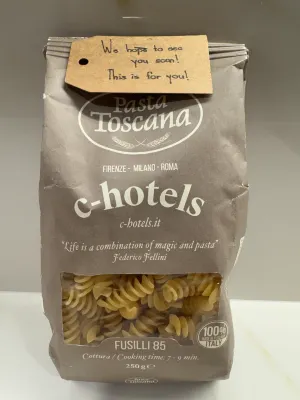 We hope to see
you soon!
This is for you!
Pasta
Toscana
FIRENZE - MILANO - ROMA
c-hotels
c-hotels.it
"Life is a combination of magic and pasta"
Federico Fellini
100%
ITALY
FUSILLI 85
Cottura / Cooking time: 7 - 9 min.
250 g ℮